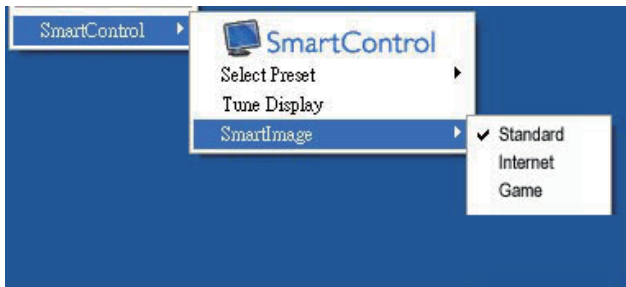 SmartControl
SmartControl
Select Preset
Tune Display
SmartImage
Standard
Internet
Game